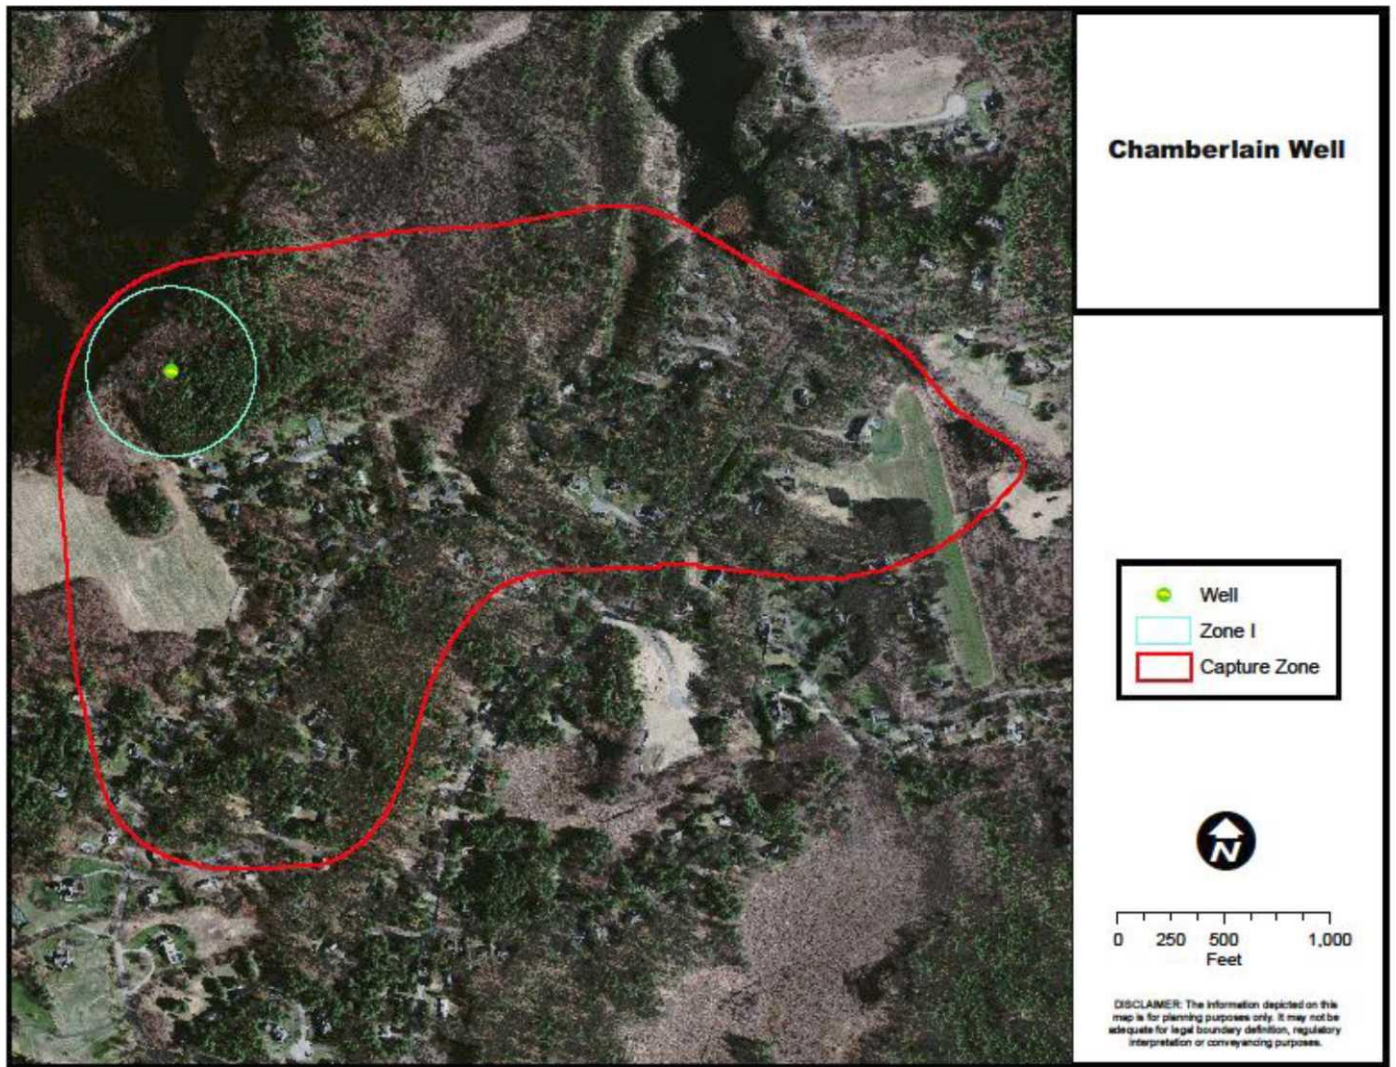 Chamberlain Well
Well
Zone I
Capture Zone
N
0 250 500 1,000
Feet
DISCLAIMER: The information depicted on this
map is for planning purposes only. It may not be
adequate for legal boundary definition, regulatory
interpretation or conveyancing purposes.